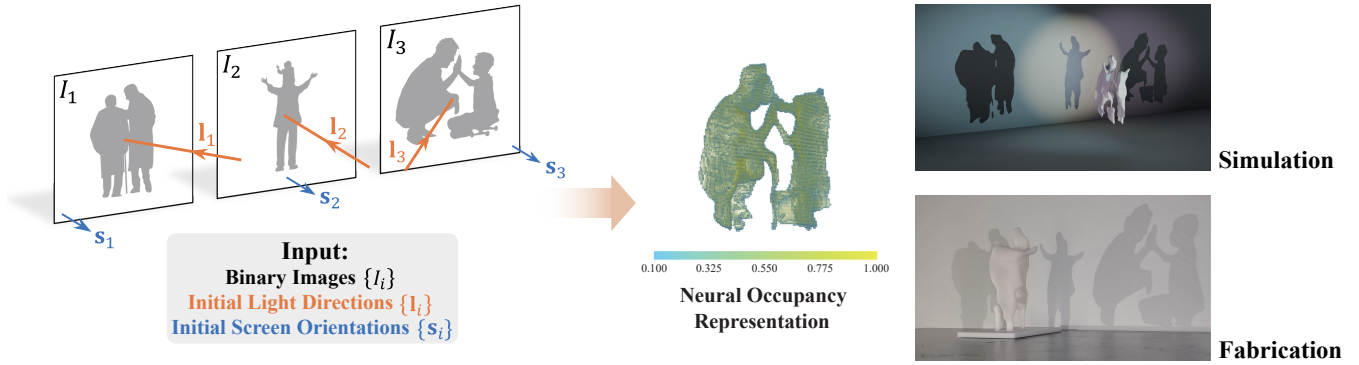 I₁
I₂
I₃
l₁
l₂
l₃
s₁
s₂
s₃
Input:
Binary Images {Iᵢ}
Initial Light Directions {lᵢ}
Initial Screen Orientations {sᵢ}
0.100 0.325 0.550 0.775 1.000
Neural Occupancy
Representation
Simulation
Fabrication